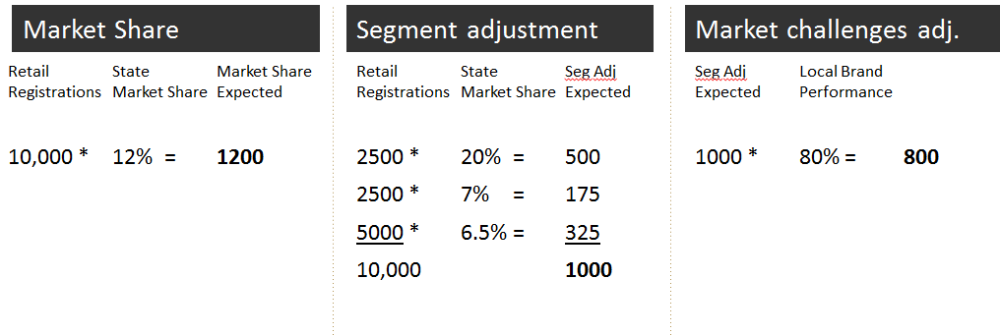 Market Share
Retail State Market Share
Registrations Market Share Expected
10,000 * 12% = 1200
Segment adjustment
Retail State Seg Adj
Registrations Market Share Expected
2500 * 20% = 500
2500 * 7% = 175
5000 * 6.5% = 325
10,000 1000
Market challenges adj.
Seg Adj Local Brand
Expected Performance
1000 * 80% = 800